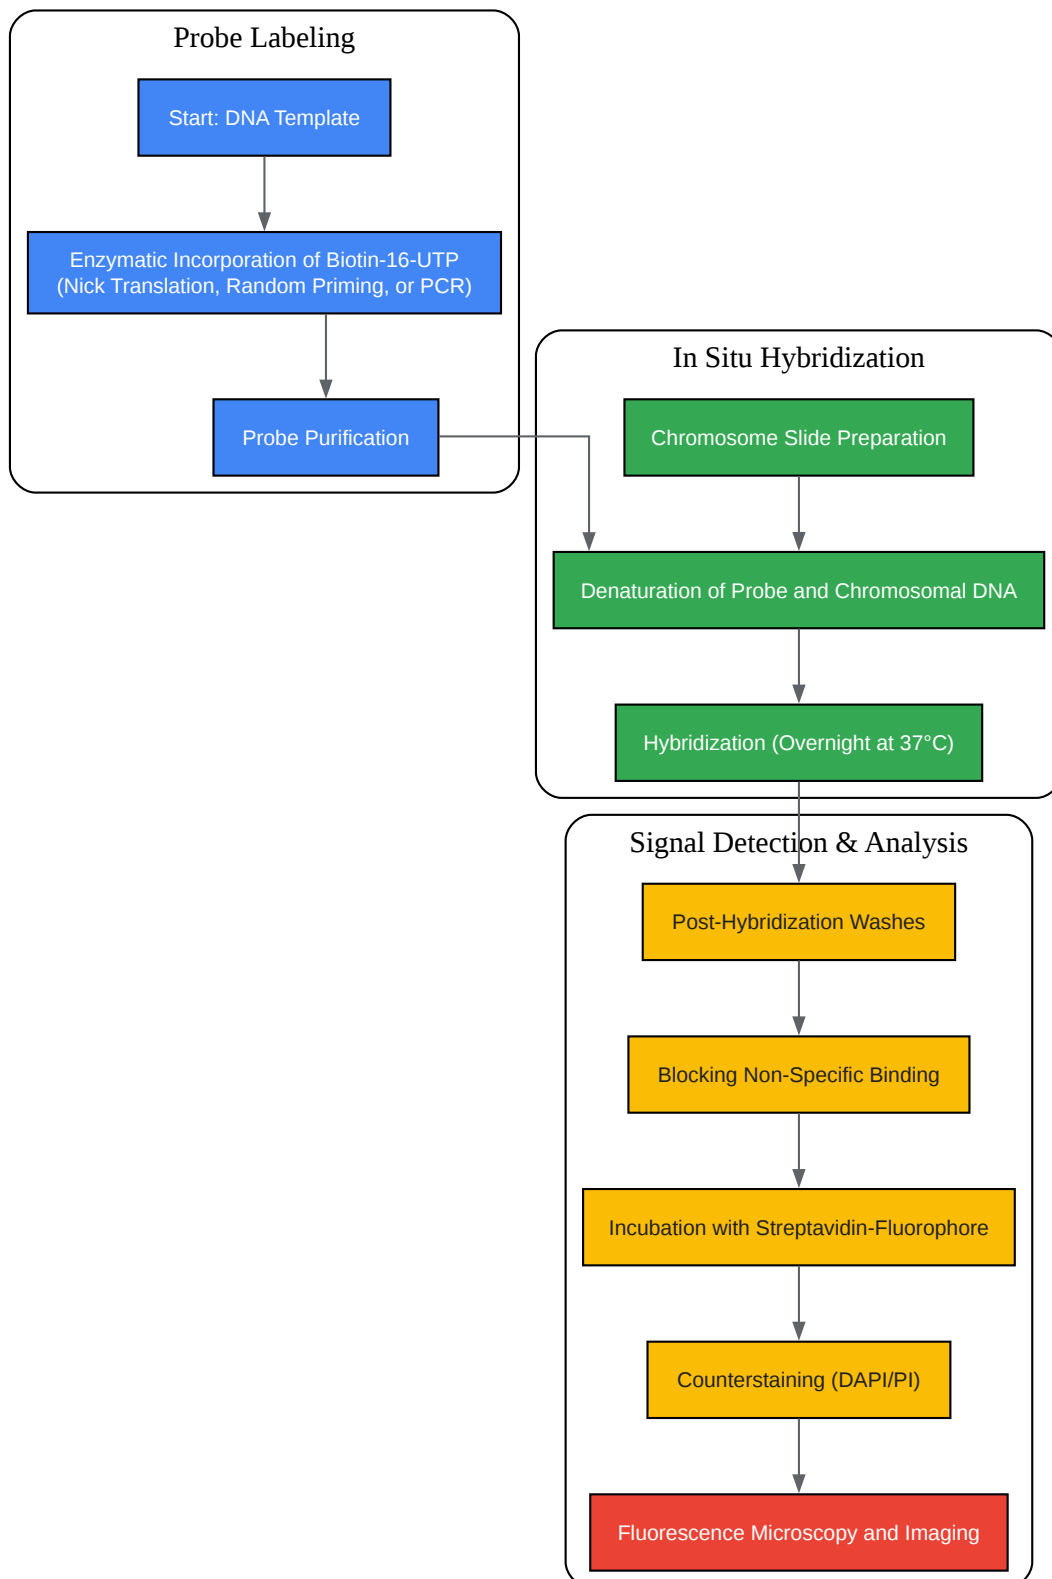 Probe Labeling
Start: DNA Template
Enzymatic Incorporation of Biotin-16-UTP
(Nick Translation, Random Priming, or PCR)
Probe Purification
In Situ Hybridization
Chromosome Slide Preparation
Denaturation of Probe and Chromosomal DNA
Hybridization (Overnight at 37°C)
Signal Detection & Analysis
Post-Hybridization Washes
Blocking Non-Specific Binding
Incubation with Streptavidin-Fluorophore
Counterstaining (DAPI/PI)
Fluorescence Microscopy and Imaging